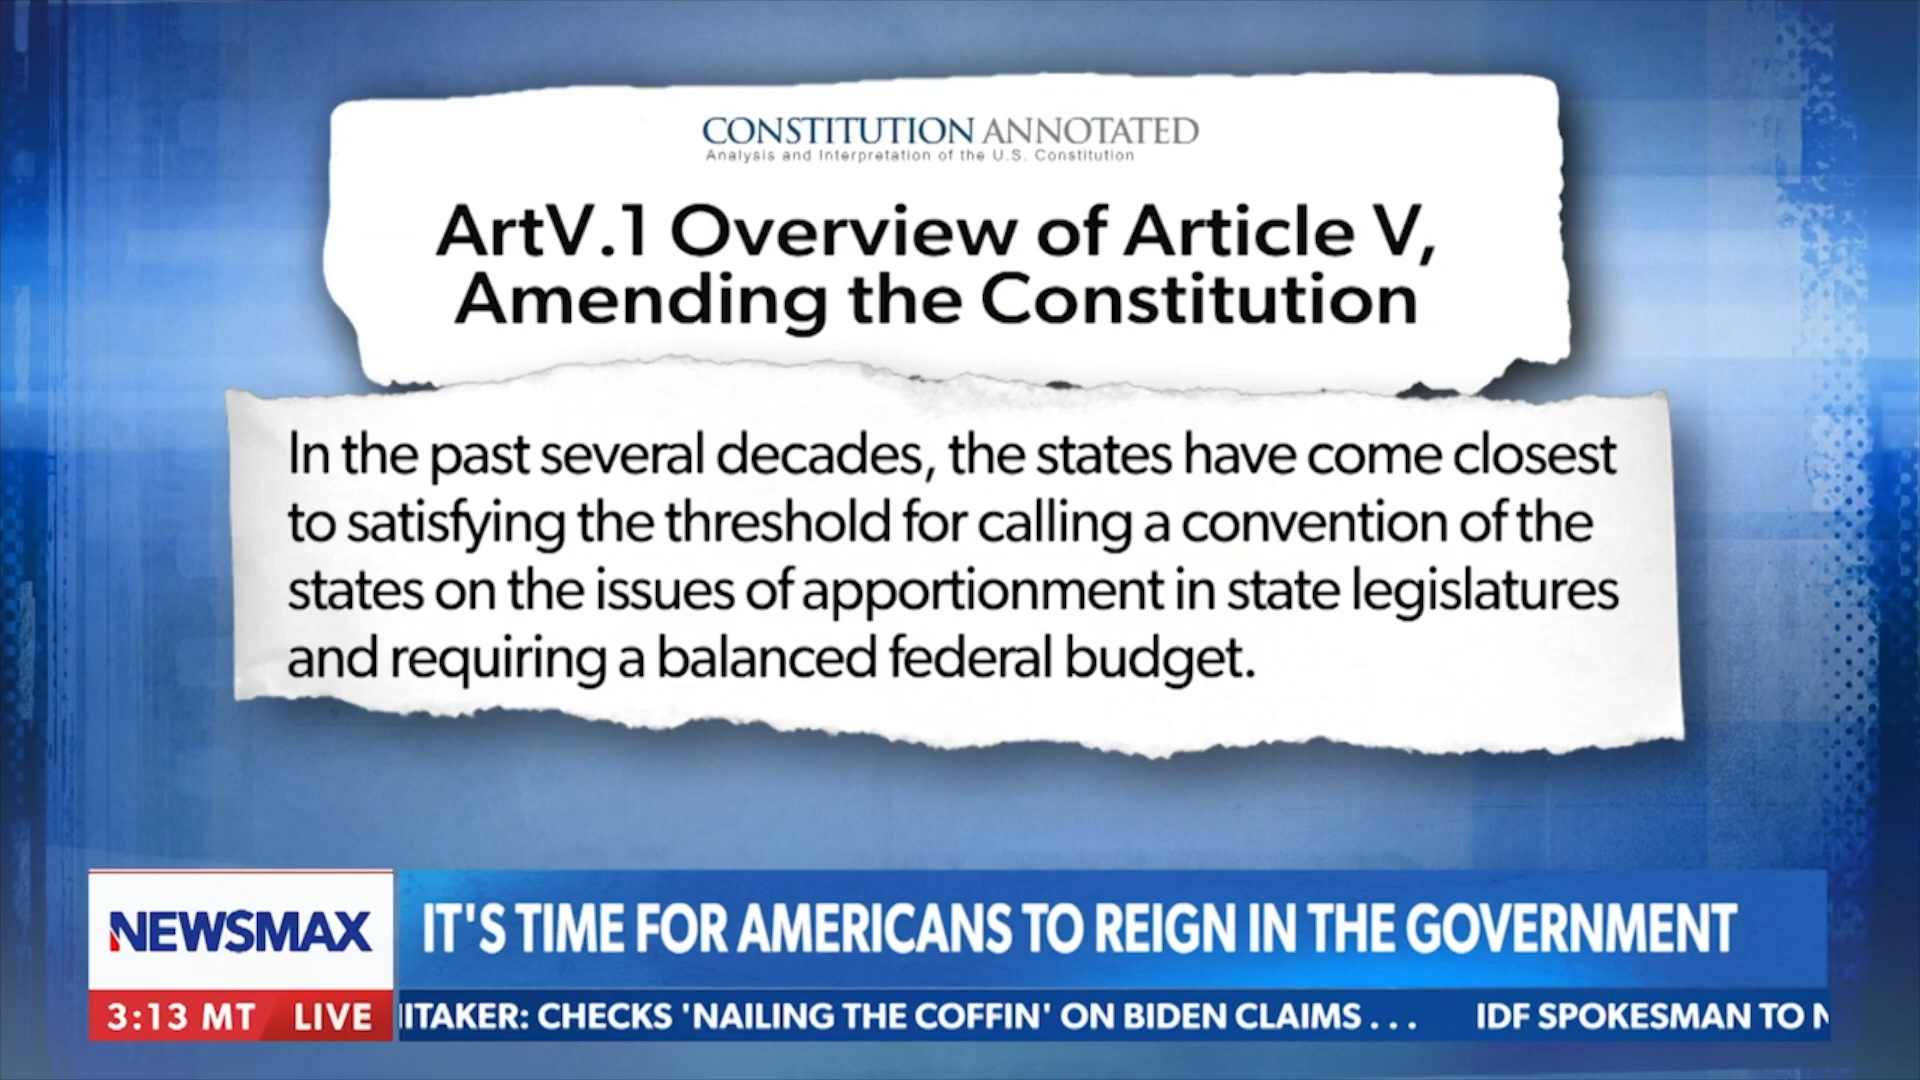 CONSTITUTION ANNOTATED
Analysis and Interpretation of the U.S. Constitution
ArtV.1 Overview of Article V,
Amending the Constitution
In the past several decades, the states have come closest
to satisfying the threshold for calling a convention of the
states on the issues of apportionment in state legislatures
and requiring a balanced federal budget.
NEWSMAX
IT'S TIME FOR AMERICANS TO REIGN IN THE GOVERNMENT
3:13 MT LIVE
ITAKER: CHECKS 'NAILING THE COFFIN' ON BIDEN CLAIMS . . . IDF SPOKESMAN TO N